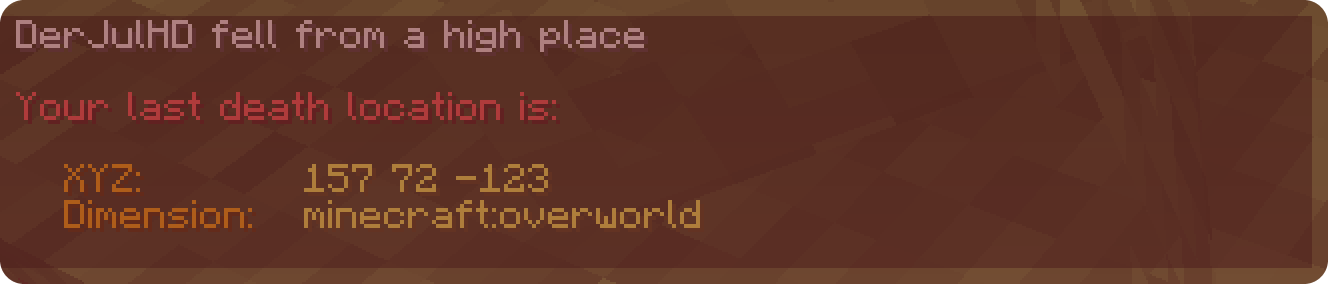 DerJulHD fell from a high place
Your last death location is:
XYZ: 157 72 -123
Dimension: minecraft:overworld